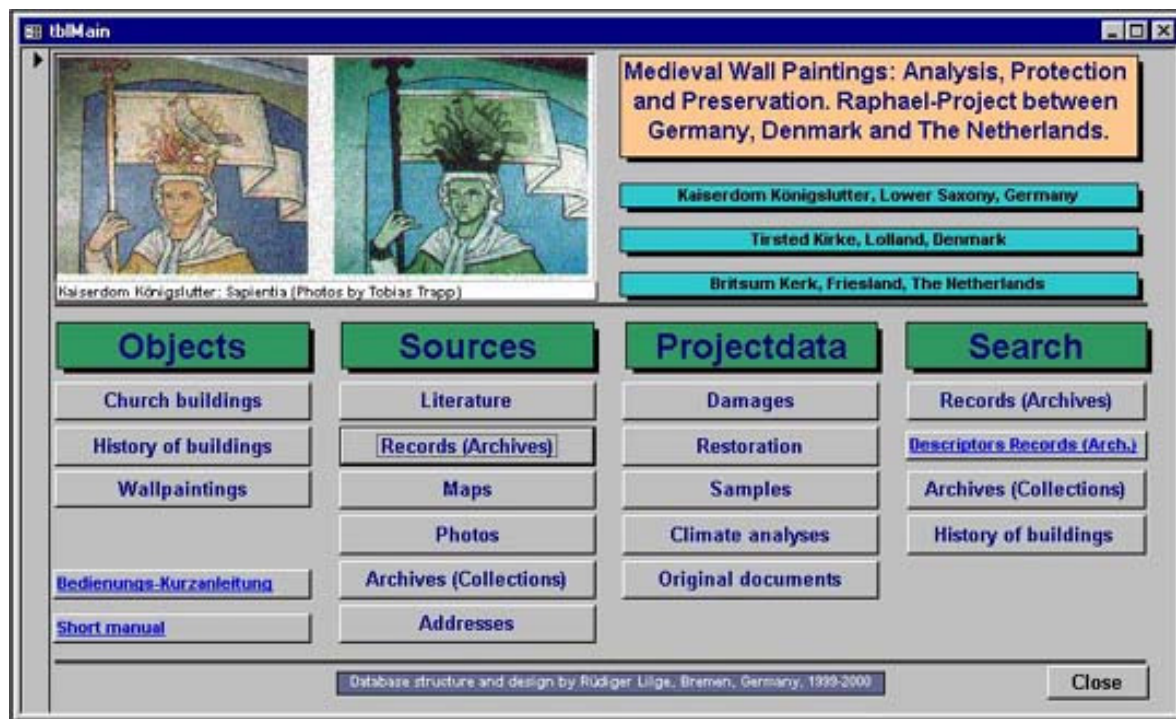 tblMain
Medieval Wall Paintings: Analysis, Protection
and Preservation. Raphael-Project between
Germany, Denmark and The Netherlands.
Kaiserdom Königslutter, Lower Saxony, Germany
Tirsted Kirke, Lolland, Denmark
Britsum Kerk, Friesland, The Netherlands
Kaiserdom Königslutter: Sapientia (Photos by Tobias Trapp)
Objects
Church buildings
History of buildings
Wallpaintings
Bedienungs-Kurzanleitung
Short manual
Sources
Literature
Records (Archives)
Maps
Photos
Archives (Collections)
Addresses
Projectdata
Damages
Restoration
Samples
Climate analyses
Original documents
Search
Records (Archives)
Descriptors Records (Arch.)
Archives (Collections)
History of buildings
Database structure and design by Rüdiger Lilge, Bremen, Germany, 1999-2000
Close